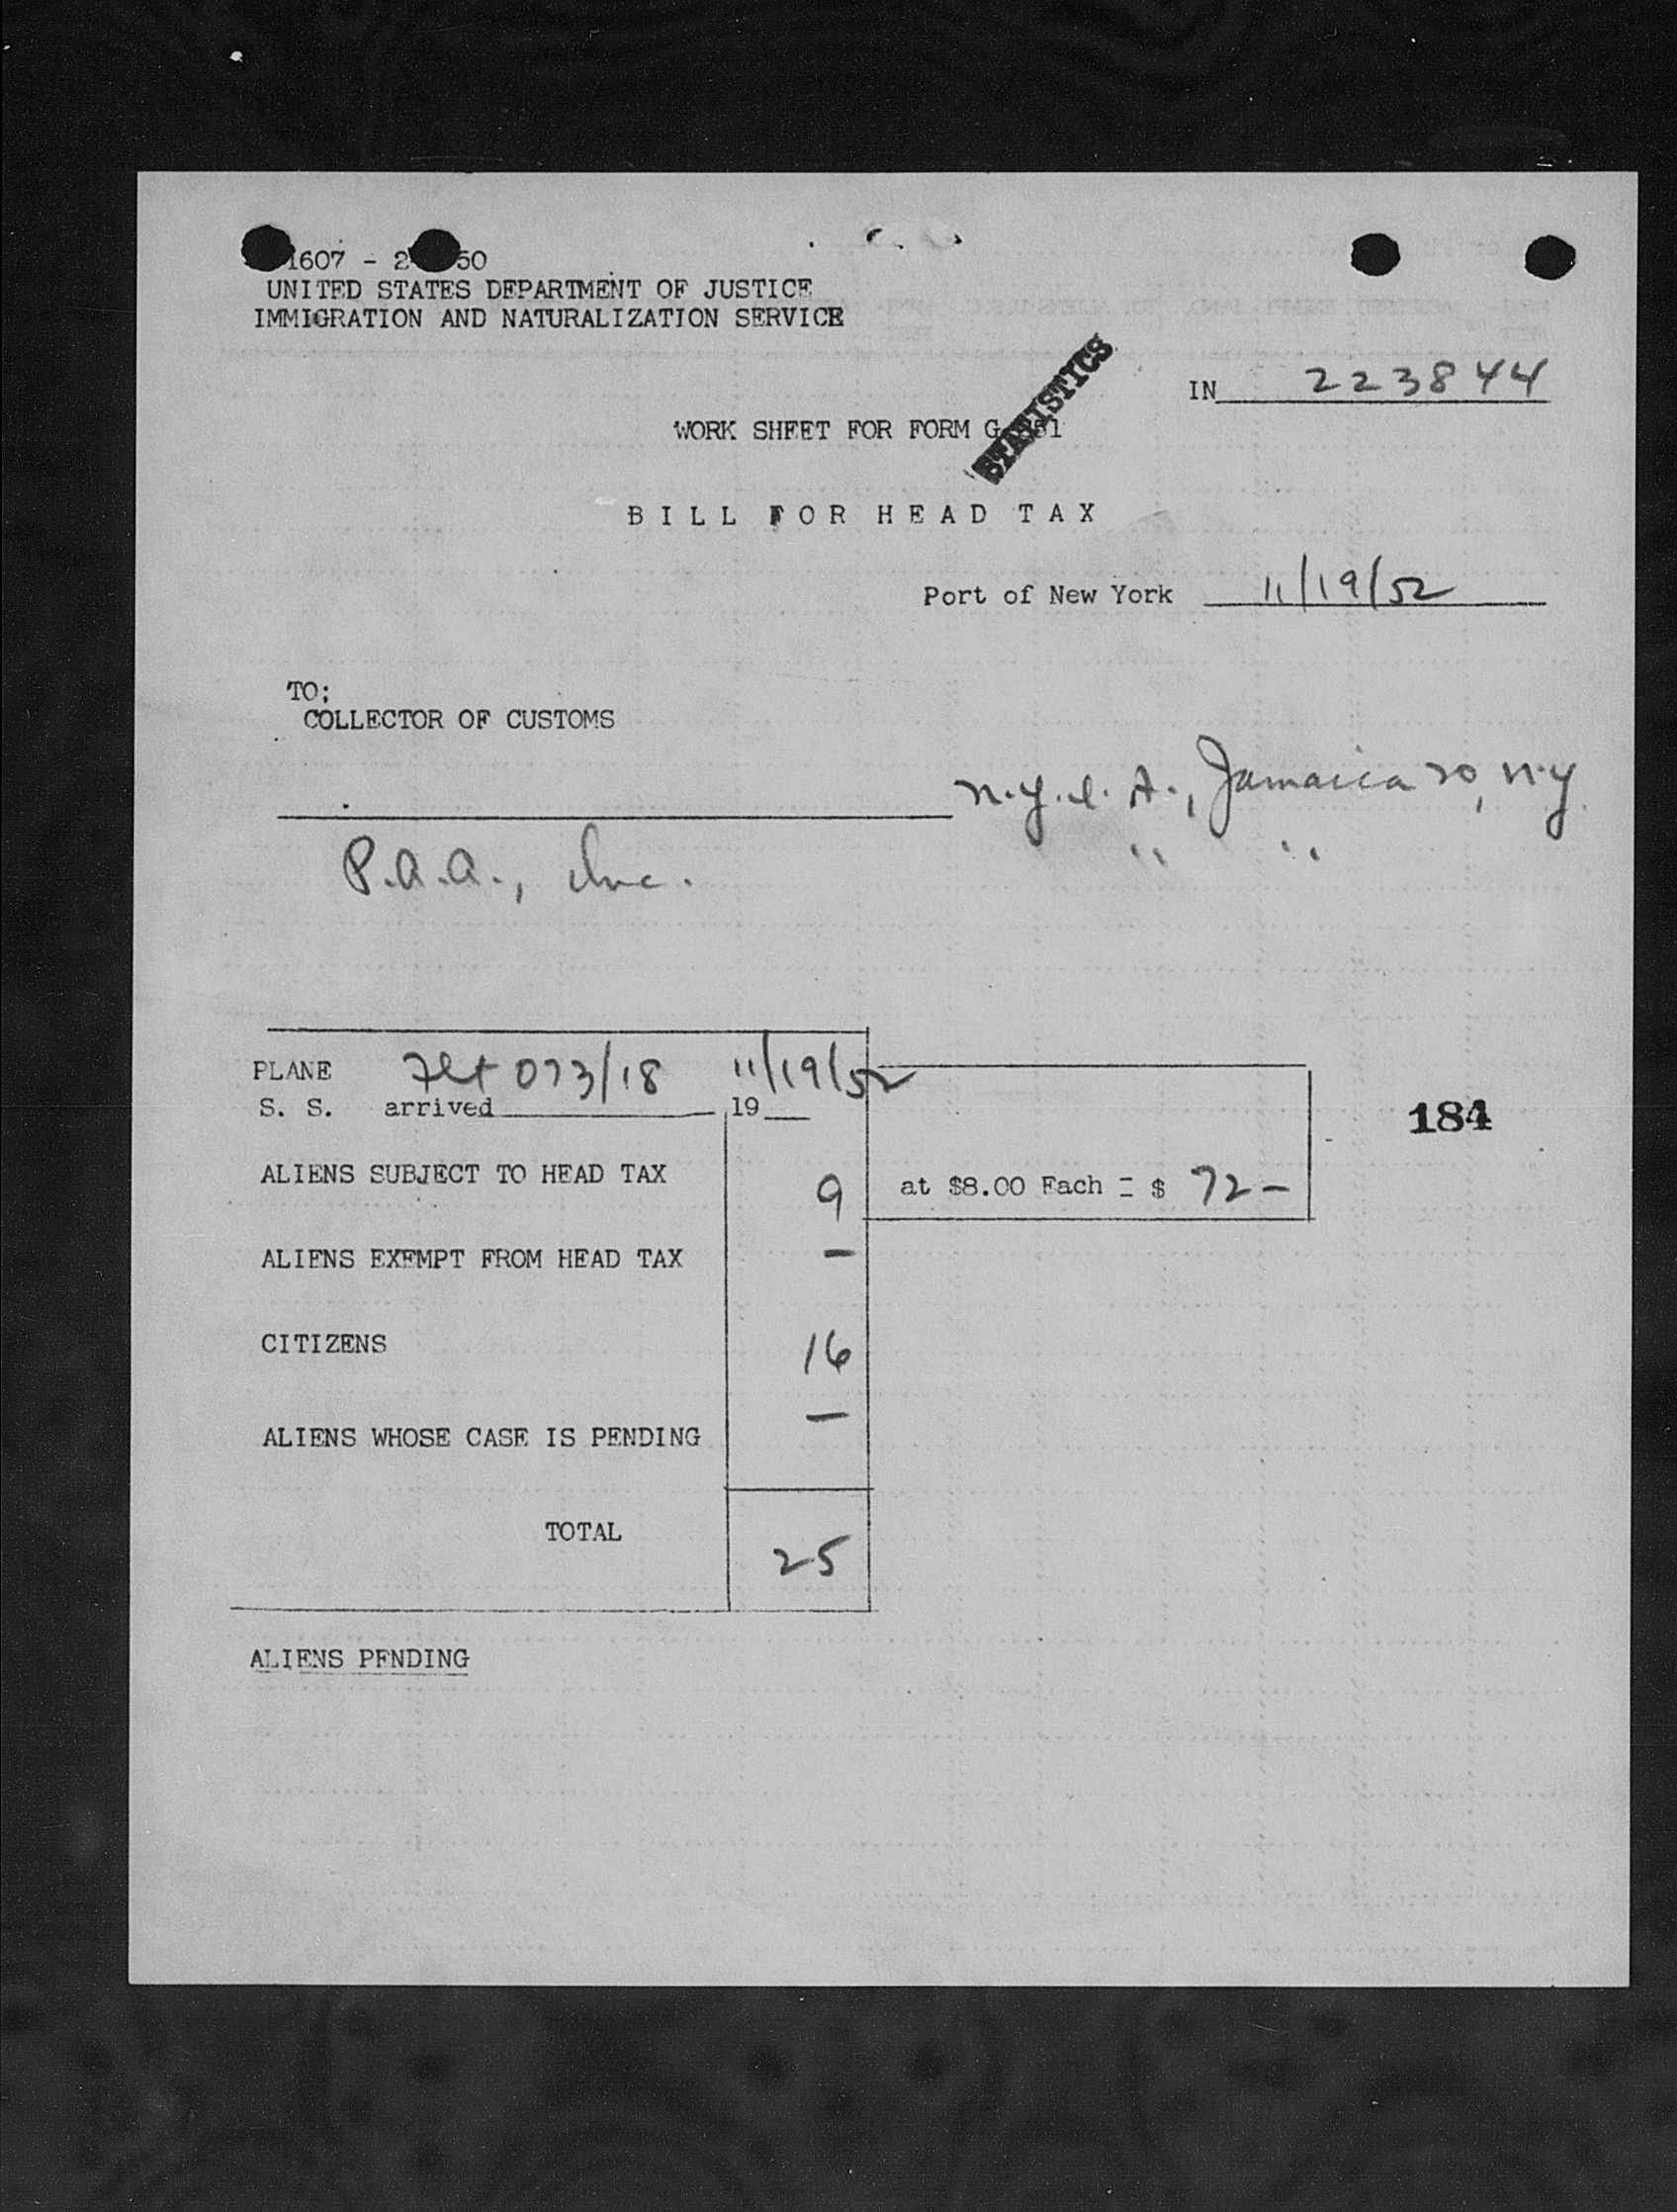 1607 - 2 50
UNITED STATES DEPARTMENT OF JUSTICE
IMMIGRATION AND NATURALIZATION SERVICE
STATISTICS
IN 223844
WORK SHEET FOR FORM G 51
BILL FOR HEAD TAX
Port of New York 11/19/52
TO;
COLLECTOR OF CUSTOMS
N.Y.I.A., Jamaica 30, N.Y.
P.A.A., Inc. " "
PLANE Flt 073/18 11/19/52
S. S. arrived 19
184
ALIENS SUBJECT TO HEAD TAX 9 at $8.00 Each = $ 72 —
ALIENS EXEMPT FROM HEAD TAX —
CITIZENS 16
ALIENS WHOSE CASE IS PENDING —
TOTAL 25
ALIENS PENDING